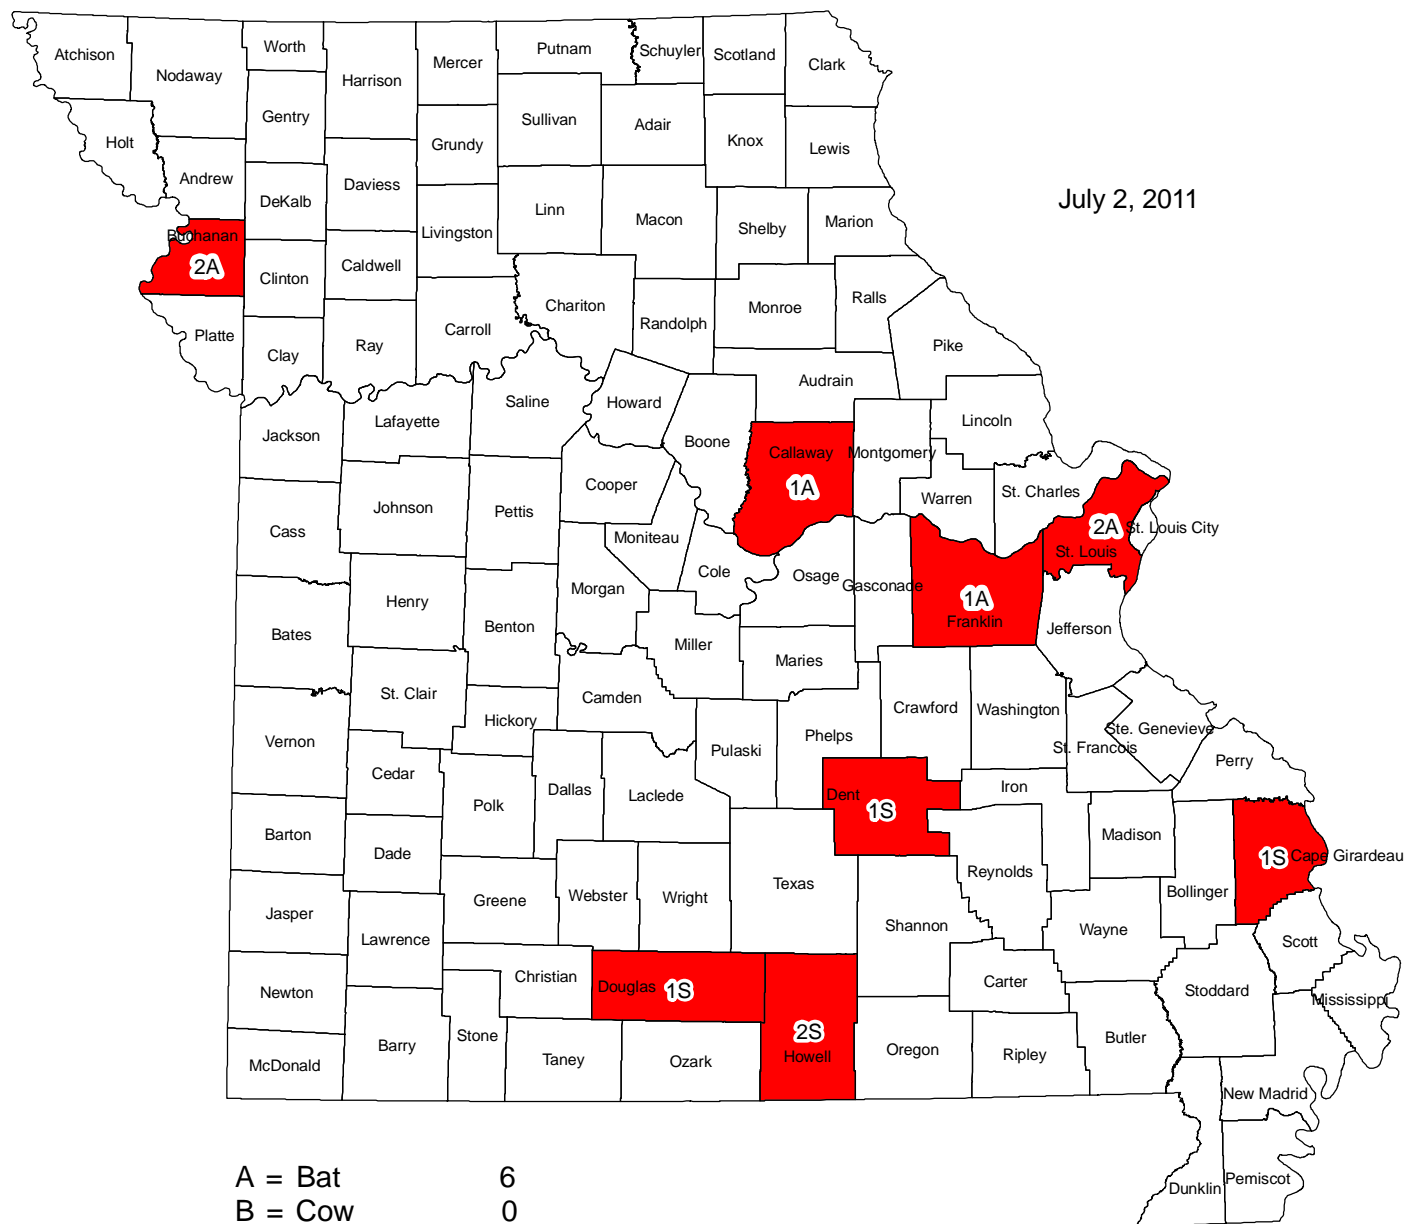 Atchison
Nodaway
Worth
Harrison
Mercer
Putnam
Schuyler
Scotland
Clark
Gentry
Sullivan
Adair
Knox
Lewis
Holt
Andrew
DeKalb
Daviess
Grundy
Linn
Macon
Shelby
Marion
July 2, 2011
Buchanan
2A
Clinton
Caldwell
Livingston
Chariton
Randolph
Monroe
Ralls
Platte
Clay
Ray
Carroll
Pike
Audrain
Jackson
Lafayette
Saline
Howard
Boone
Callaway
1A
Montgomery
Lincoln
Cass
Johnson
Pettis
Cooper
Moniteau
Cole
Osage
Gasconade
Warren
St. Charles
2A
St. Louis
St. Louis City
Bates
Henry
Benton
Morgan
Miller
Maries
1A
Franklin
Jefferson
Vernon
St. Clair
Hickory
Camden
Pulaski
Phelps
Crawford
Washington
St. Francois
Ste. Genevieve
Perry
Cedar
Polk
Dallas
Laclede
Dent
1S
Iron
Madison
Bollinger
1S
Cape Girardeau
Barton
Dade
Greene
Webster
Wright
Texas
Reynolds
Shannon
Wayne
Jasper
Lawrence
Christian
Douglas
1S
2S
Howell
Carter
Stoddard
Scott
Mississippi
Newton
McDonald
Barry
Stone
Taney
Ozark
Oregon
Ripley
Butler
New Madrid
Dunklin
Pemiscot
A = Bat 6
B = Cow 0